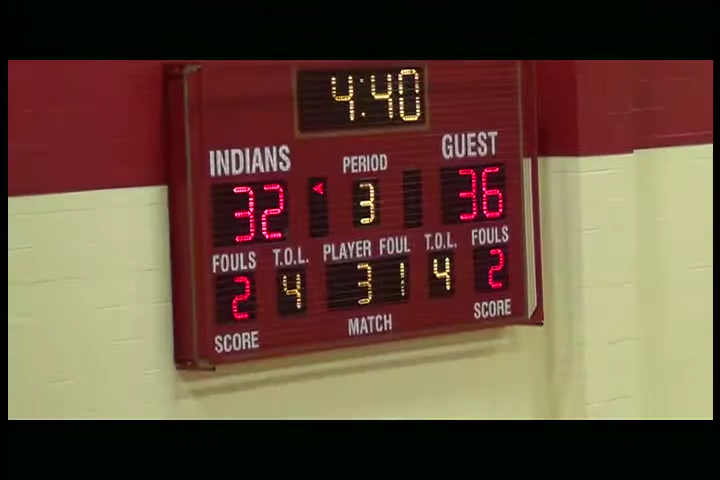 4:40
INDIANS PERIOD GUEST
32 3 36
FOULS T.O.L. PLAYER FOUL T.O.L. FOULS
2 4 3 1 4 2
SCORE MATCH SCORE